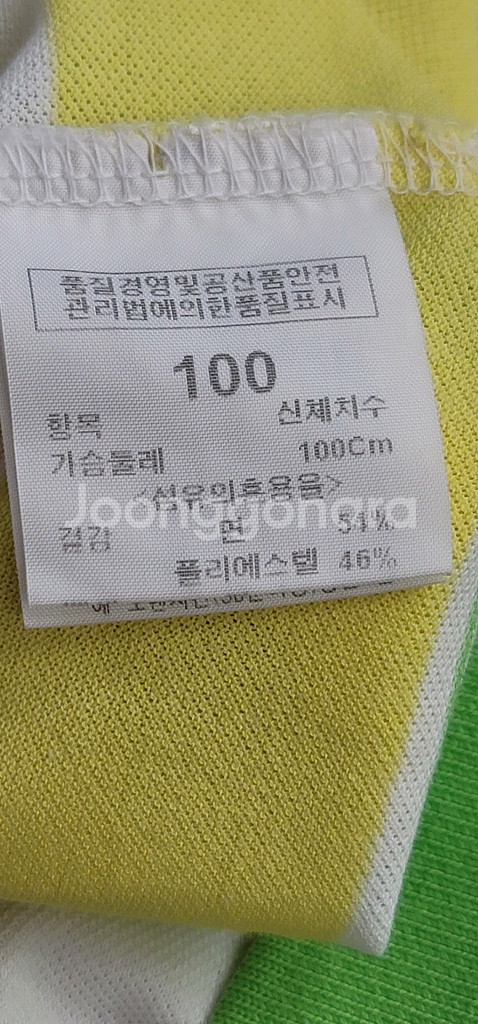 품질경영및공산품안전
관리법에의한품질표시
100
항목 신체치수
가슴둘레 100Cm
<섬유의혼용율>
겉감 면 54%
폴리에스텔 46%
Joonggonara